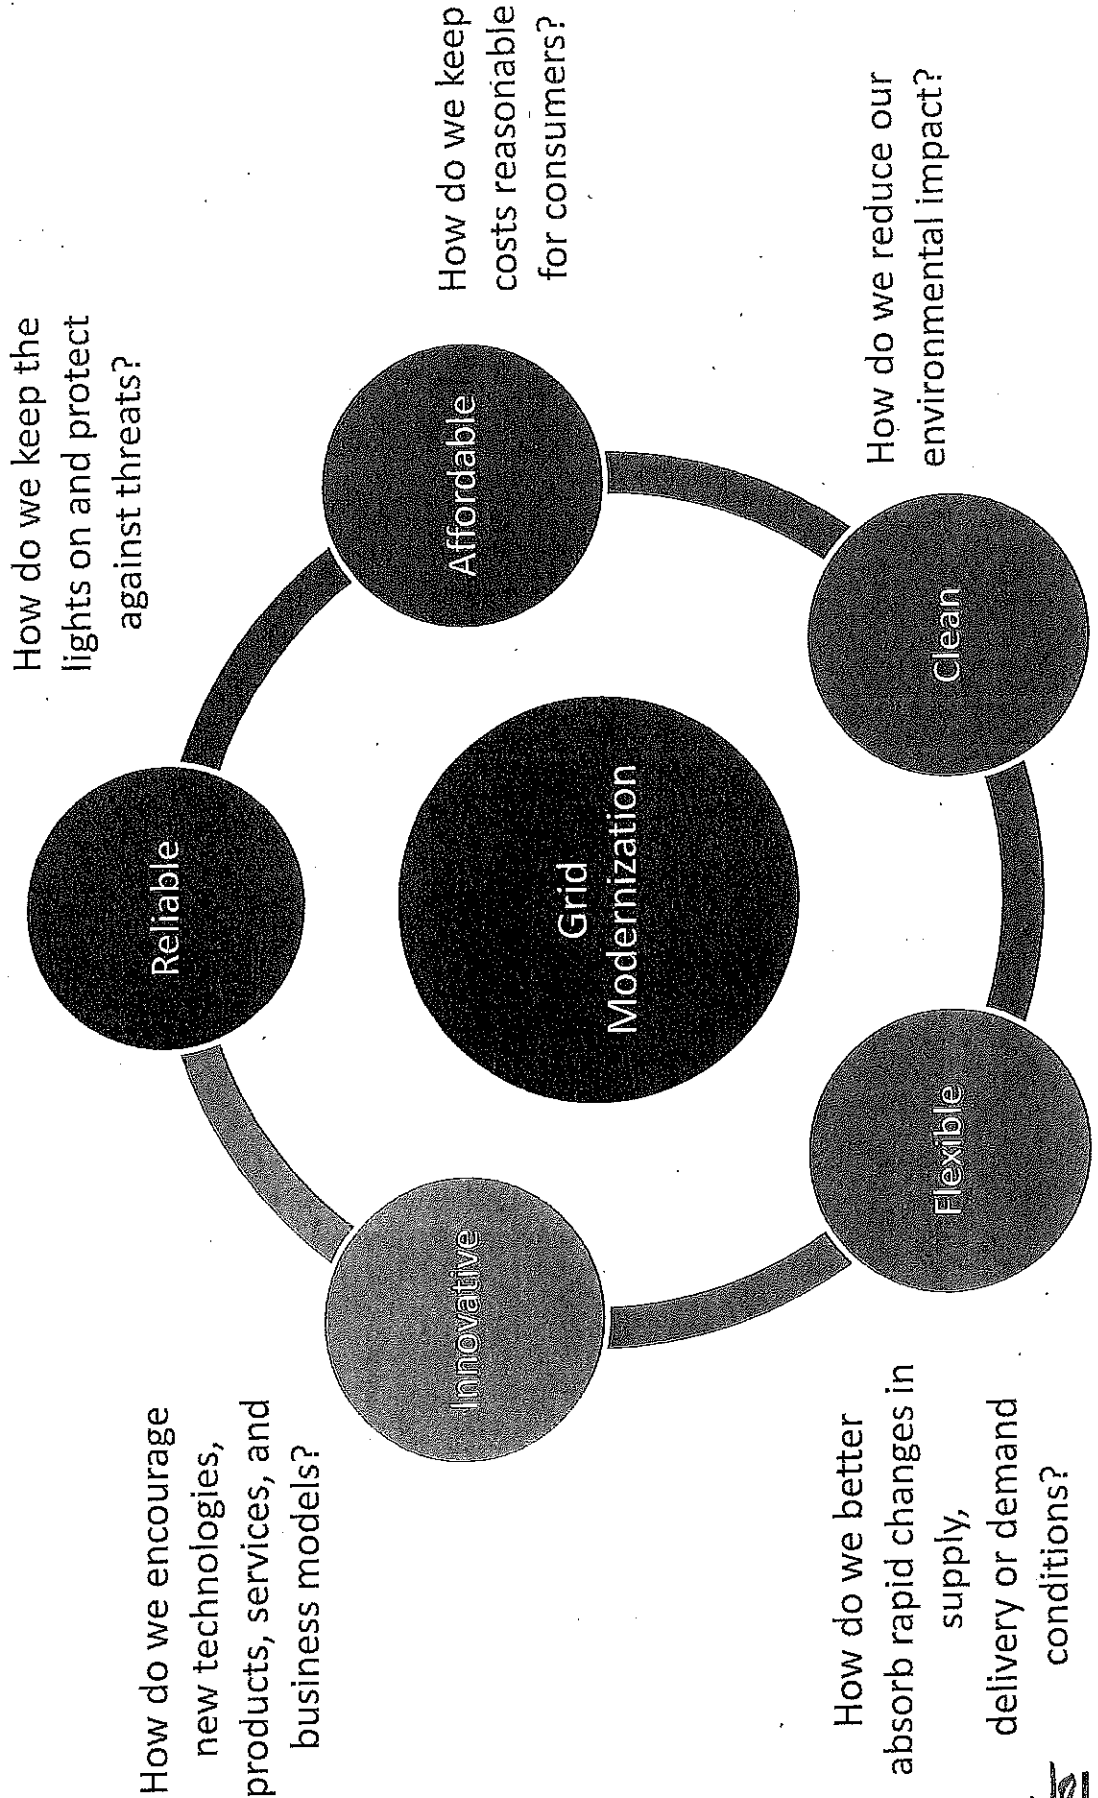 How do we keep the
lights on and protect
against threats?
Reliable
How do we encourage
new technologies,
products, services, and
business models?
Innovative
Affordable
How do we keep
costs reasonable
for consumers?
Grid
Modernization
How do we better
absorb rapid changes in
supply,
delivery or demand
conditions?
Flexible
Clean
How do we reduce our
environmental impact?